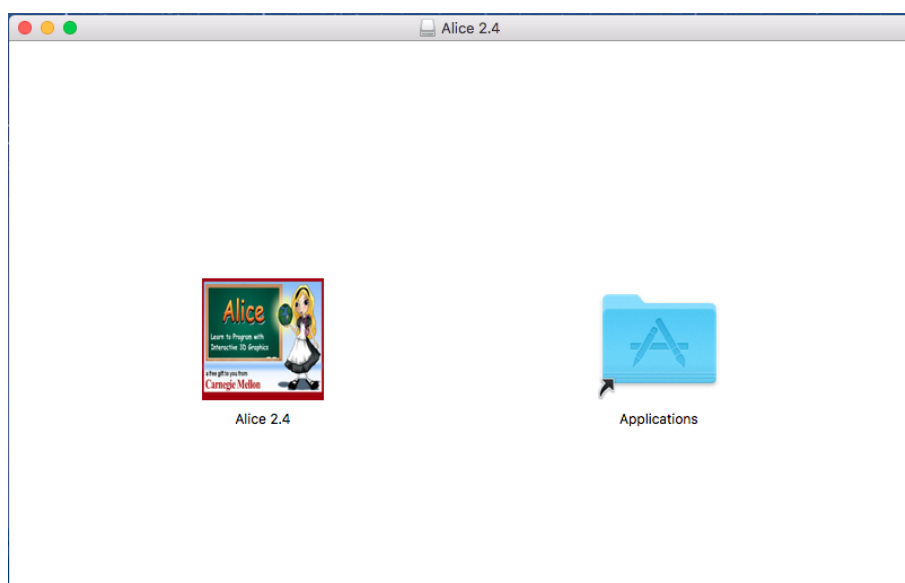 Alice 2.4
Alice
Learn to Program with
Interactive 3D Graphics
a free gift to you from
Carnegie Mellon
Alice 2.4
Applications